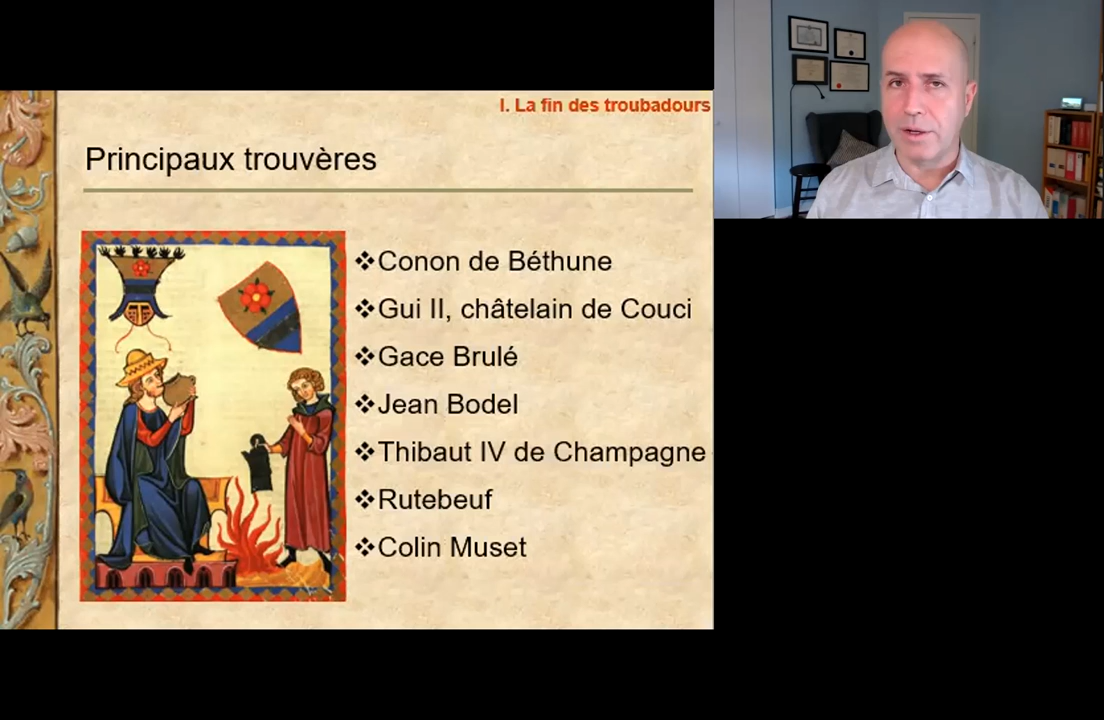 I. La fin des troubadours
Principaux trouvères
❖Conon de Béthune
❖Gui II, châtelain de Couci
❖Gace Brulé
❖Jean Bodel
❖Thibaut IV de Champagne
❖Rutebeuf
❖Colin Muset